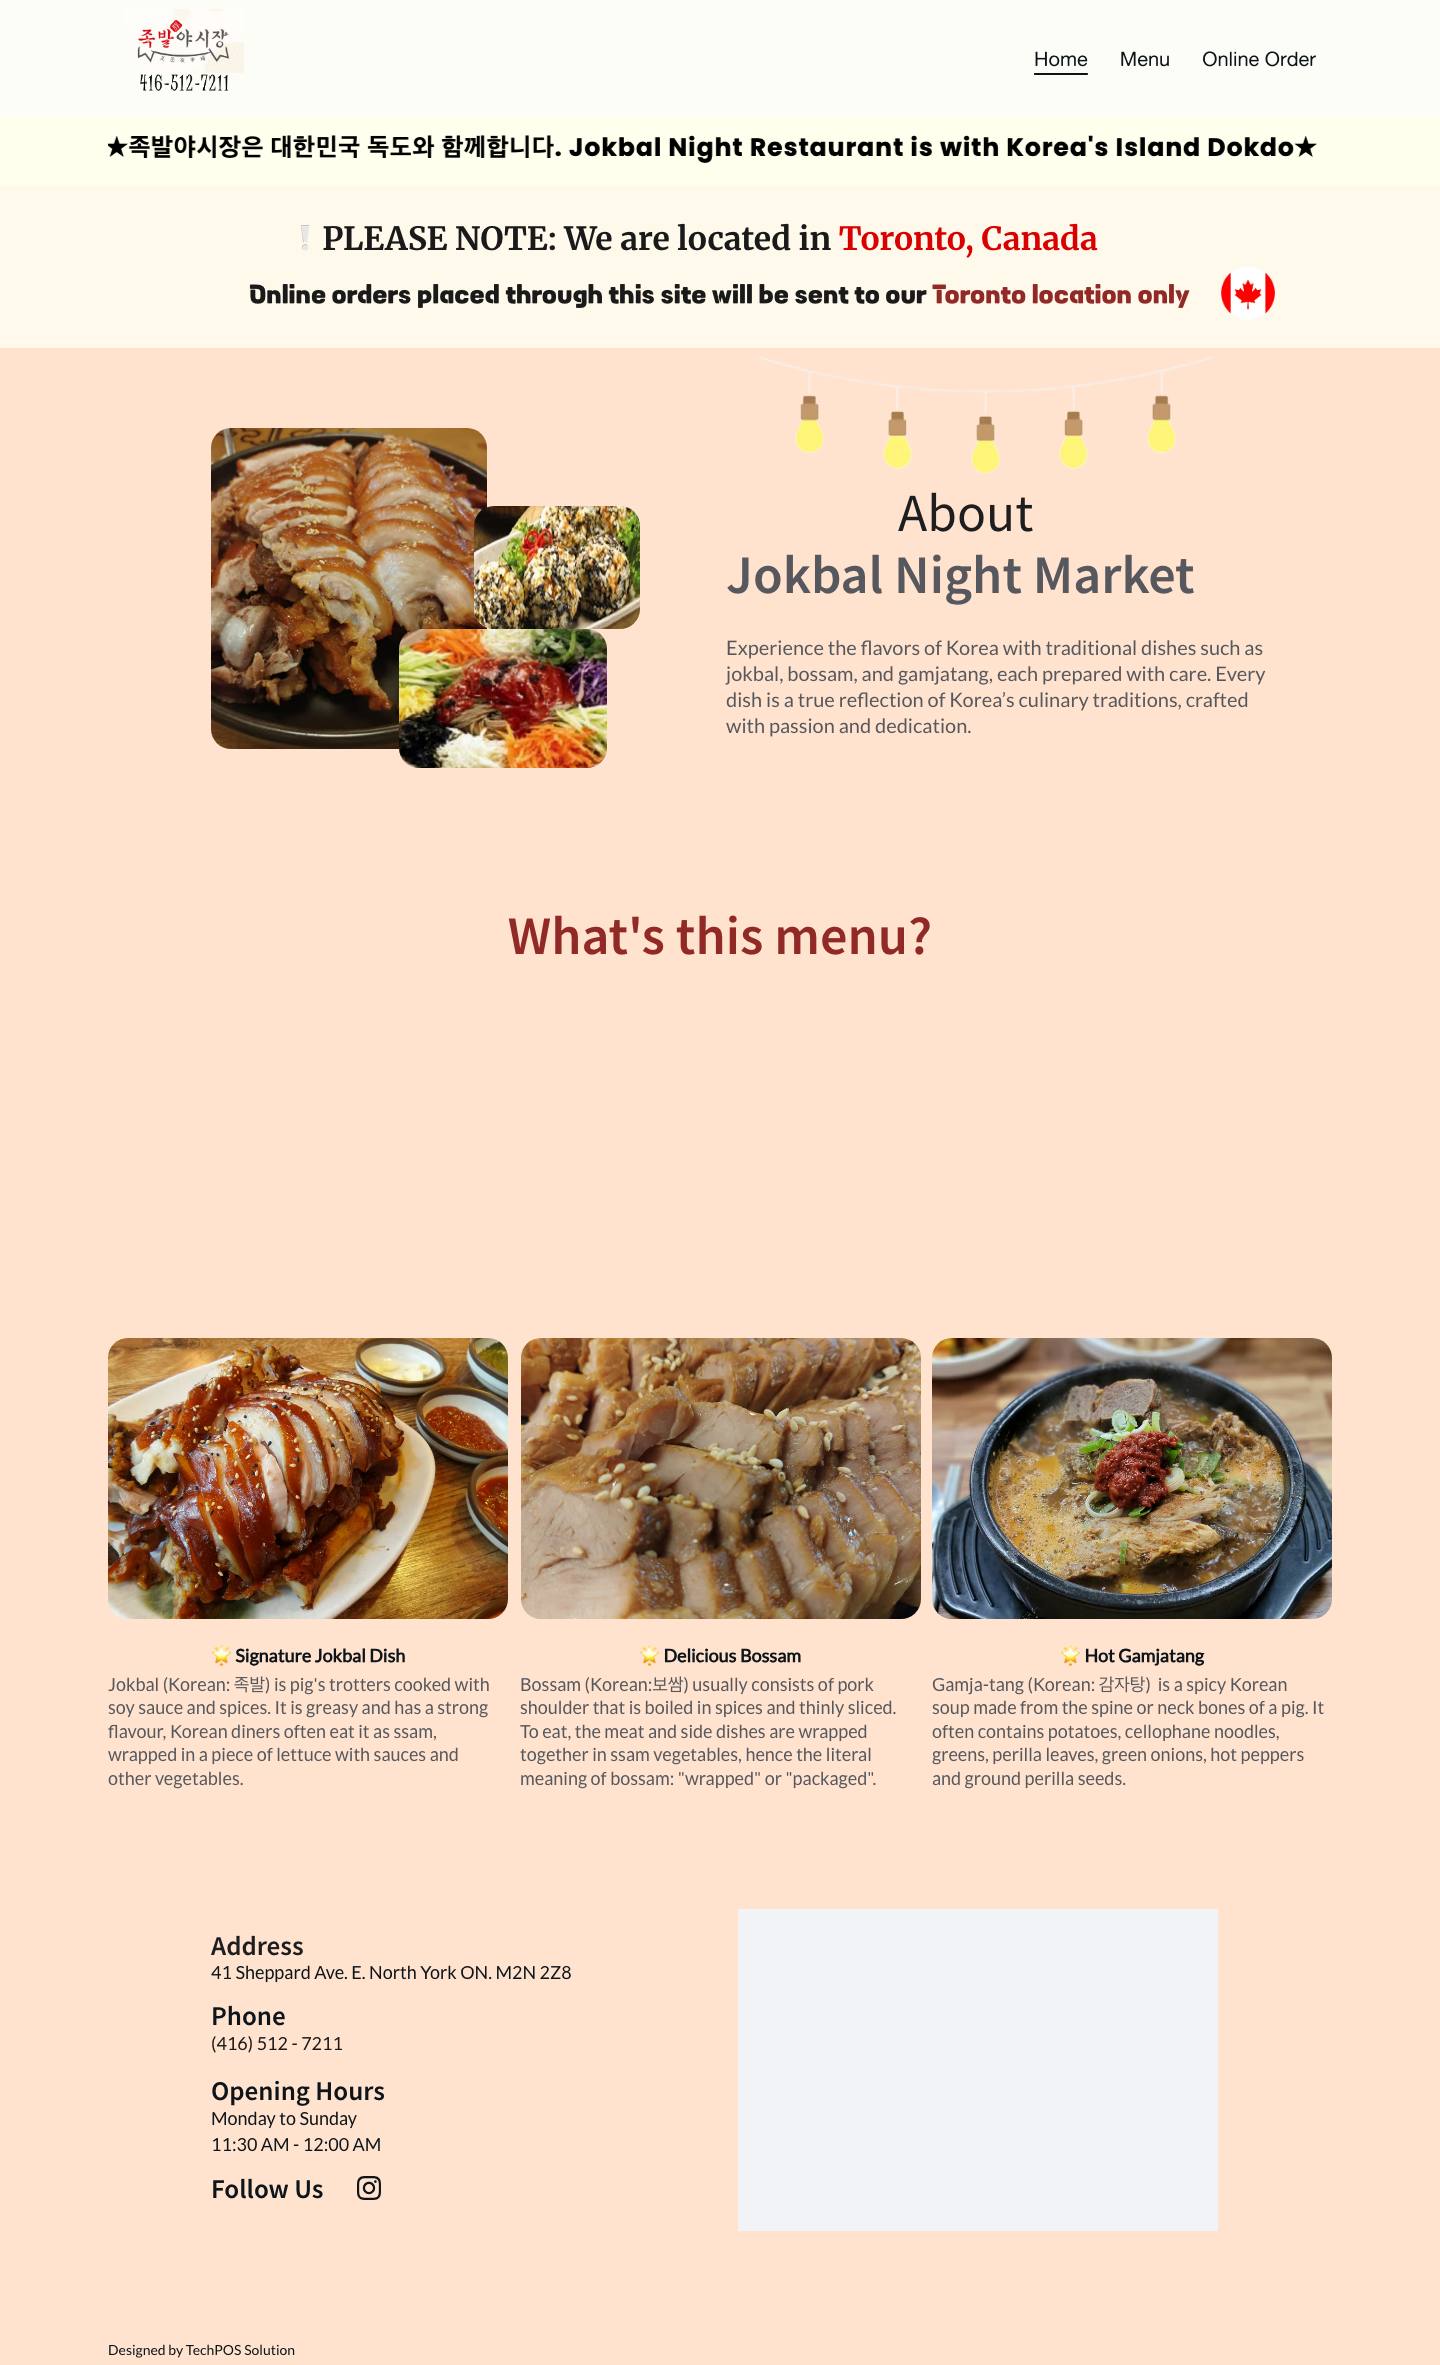 족발야시장
416-512-7211
Home
Menu
Online Order
★족발야시장은 대한민국 독도와 함께합니다. Jokbal Night Restaurant is with Korea's Island Dokdo★
❕PLEASE NOTE: We are located in Toronto, Canada
Online orders placed through this site will be sent to our Toronto location only
About
Jokbal Night Market
Experience the flavors of Korea with traditional dishes such as
jokbal, bossam, and gamjatang, each prepared with care. Every
dish is a true reflection of Korea’s culinary traditions, crafted
with passion and dedication.
What's this menu?
🌟 Signature Jokbal Dish
Jokbal (Korean: 족발) is pig's trotters cooked with
soy sauce and spices. It is greasy and has a strong
flavour, Korean diners often eat it as ssam,
wrapped in a piece of lettuce with sauces and
other vegetables.
🌟 Delicious Bossam
Bossam (Korean:보쌈) usually consists of pork
shoulder that is boiled in spices and thinly sliced.
To eat, the meat and side dishes are wrapped
together in ssam vegetables, hence the literal
meaning of bossam: "wrapped" or "packaged".
🌟 Hot Gamjatang
Gamja-tang (Korean: 감자탕)  is a spicy Korean
soup made from the spine or neck bones of a pig. It
often contains potatoes, cellophane noodles,
greens, perilla leaves, green onions, hot peppers
and ground perilla seeds.
Address
41 Sheppard Ave. E. North York ON. M2N 2Z8
Phone
(416) 512 - 7211
Opening Hours
Monday to Sunday
11:30 AM - 12:00 AM
Follow Us
Designed by TechPOS Solution